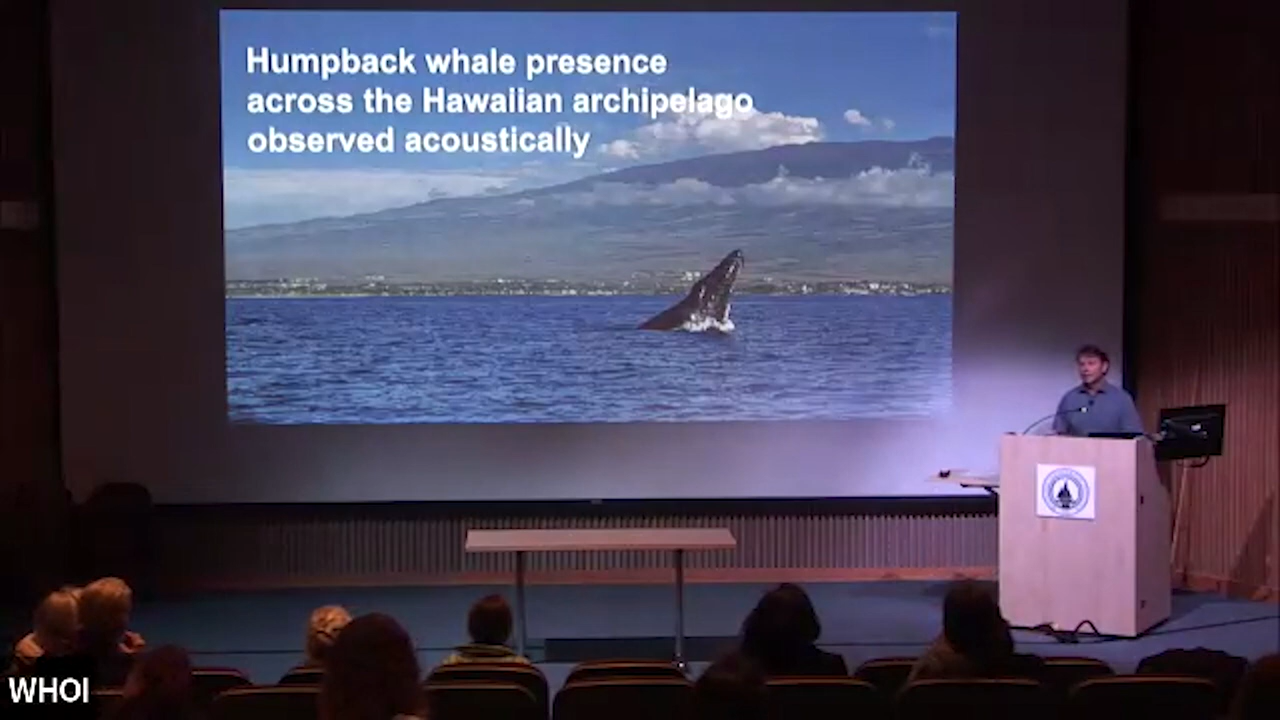 Humpback whale presence
across the Hawaiian archipelago
observed acoustically
WHOI